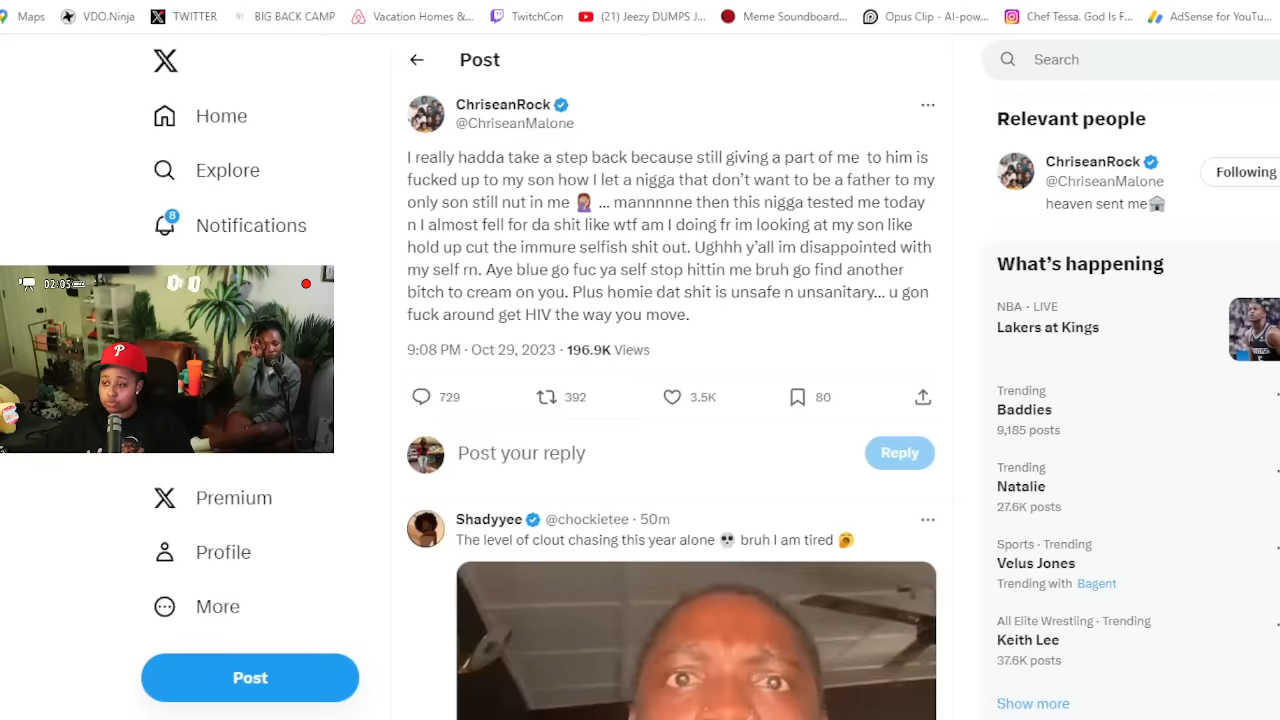 Maps VDO.Ninja TWITTER BIG BACK CAMP Vacation Homes &... TwitchCon (21) Jeezy DUMPS J... Meme Soundboard... Opus Clip - AI-pow... Chef Tessa. God Is F... AdSense for YouTu...
Home
Explore
8
Notifications
02:05
0:0
P
Premium
Profile
More
Post
Post
ChriseanRock
@ChriseanMalone
I really hadda take a step back because still giving a part of me to him is
fucked up to my son how I let a nigga that don’t want to be a father to my
only son still nut in me 🤦🏼‍♀️ ... mannnnne then this nigga tested me today
n I almost fell for da shit like wtf am I doing fr im looking at my son like
hold up cut the immure selfish shit out. Ughhh y’all im disappointed with
my self rn. Aye blue go fuc ya self stop hittin me bruh go find another
bitch to cream on you. Plus homie dat shit is unsafe n unsanitary... u gon
fuck around get HIV the way you move.
9:08 PM · Oct 29, 2023 · 196.9K Views
729 392 3.5K 80
Post your reply
Reply
Shadyyee @chockietee · 50m
The level of clout chasing this year alone 💀 bruh I am tired 🥱
Search
Relevant people
ChriseanRock
@ChriseanMalone
Following
heaven sent me🏚️
What’s happening
NBA · LIVE
Lakers at Kings
Trending
Baddies
9,185 posts
Trending
Natalie
27.6K posts
Sports · Trending
Velus Jones
Trending with Bagent
All Elite Wrestling · Trending
Keith Lee
37.6K posts
Show more